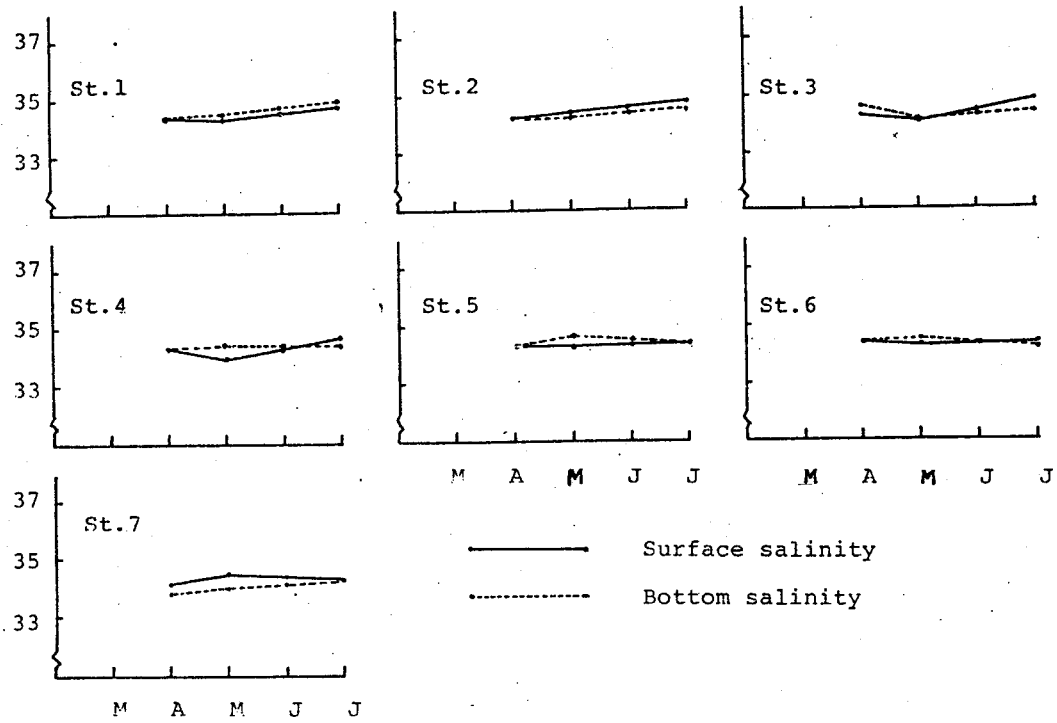 37
St.1
35
33
St.2
St.3
37
St.4
35
33
St.5
St.6
M A M J J
M A M J J
37
St.7
35
33
M A M J J
Surface salinity
Bottom salinity